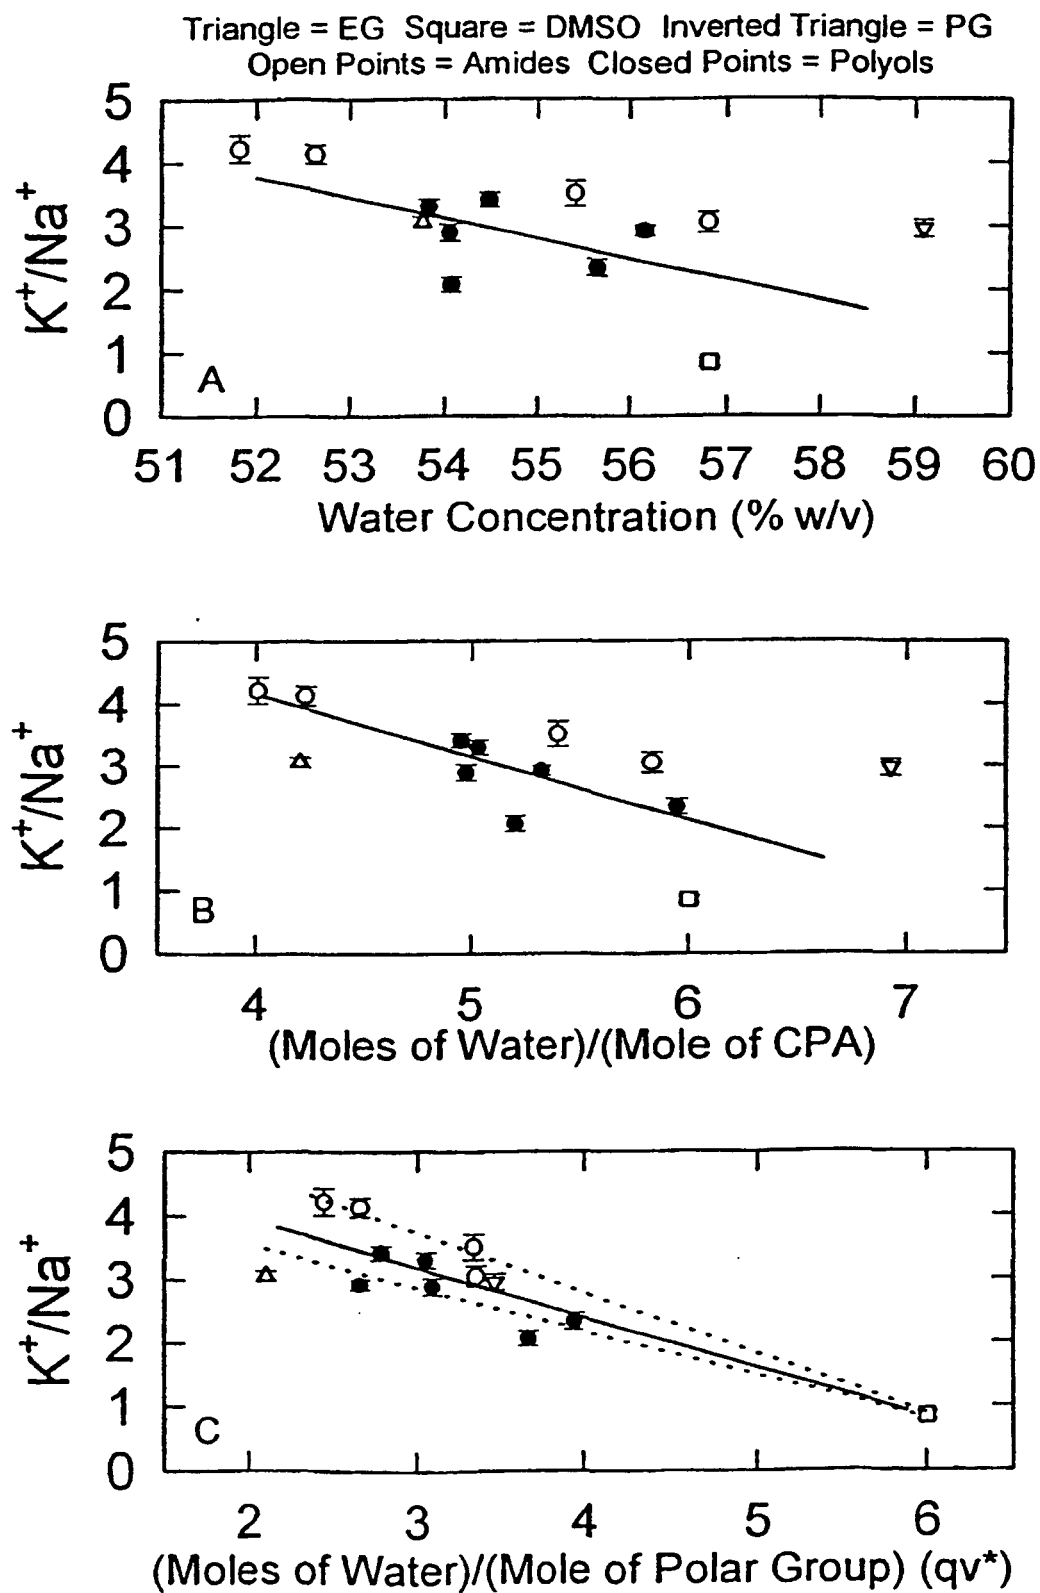 Triangle = EG Square = DMSO Inverted Triangle = PG
Open Points = Amides Closed Points = Polyols
5
4
3
2
1
0
K+/Na+
A
51 52 53 54 55 56 57 58 59 60
Water Concentration (% w/v)
5
4
3
2
1
0
K+/Na+
B
4 5 6 7
(Moles of Water)/(Mole of CPA)
5
4
3
2
1
0
K+/Na+
C
2 3 4 5 6
(Moles of Water)/(Mole of Polar Group) (qv*)